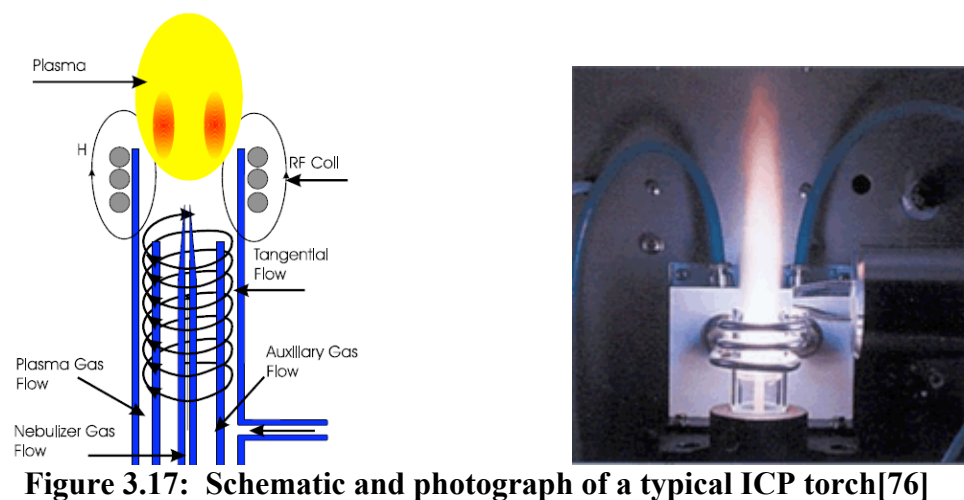 Plasma
H
RF Coil
Tangential
Flow
Plasma Gas
Flow
Auxiliary Gas
Flow
Nebulizer Gas
Flow
Figure 3.17: Schematic and photograph of a typical ICP torch[76]